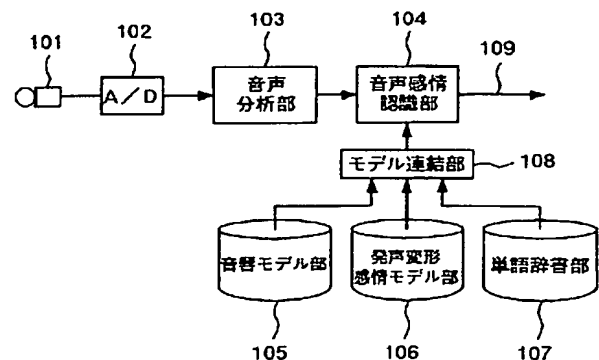 101
102
103
104
109
A/D
音声
分析部
音声感情
認識部
モデル連結部
108
音響モデル部
発声変形
感情モデル部
単語辞書部
105
106
107